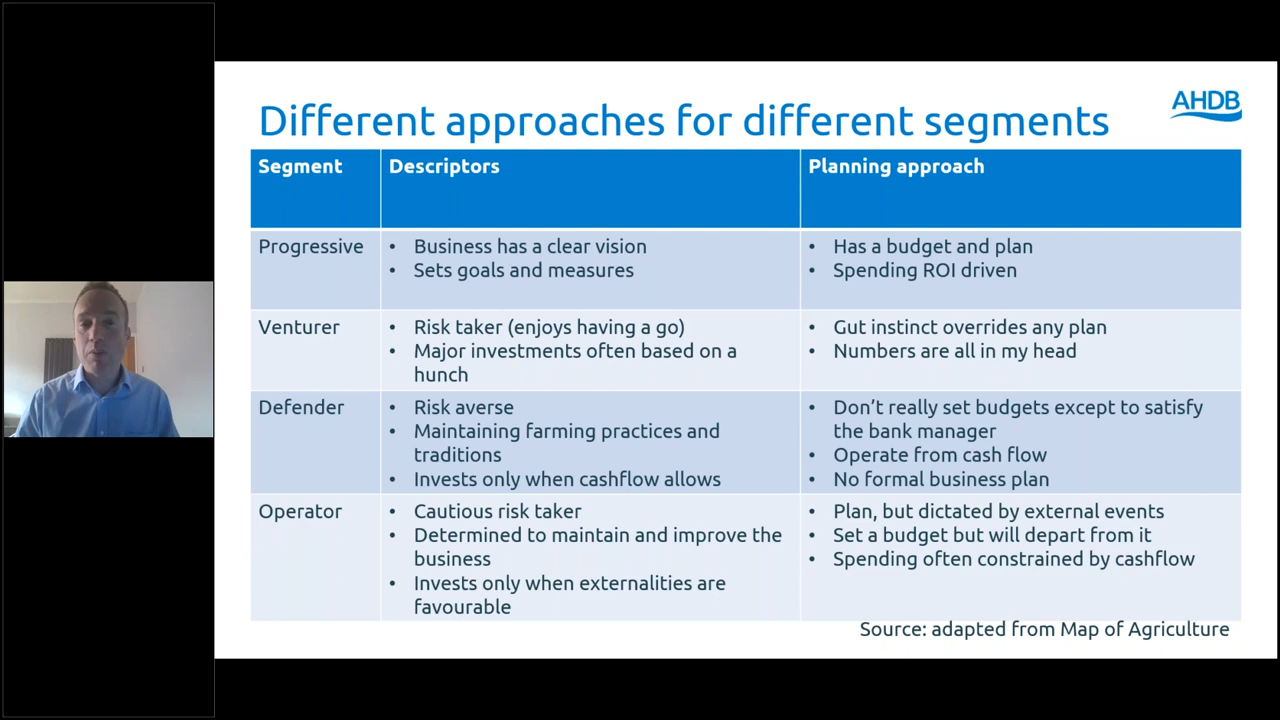 AHDB
Different approaches for different segments
Segment
Descriptors
Planning approach
Progressive
• Business has a clear vision
• Sets goals and measures
• Has a budget and plan
• Spending ROI driven
Venturer
• Risk taker (enjoys having a go)
• Major investments often based on a
hunch
• Gut instinct overrides any plan
• Numbers are all in my head
Defender
• Risk averse
• Maintaining farming practices and
traditions
• Invests only when cashflow allows
• Don’t really set budgets except to satisfy
the bank manager
• Operate from cash flow
• No formal business plan
Operator
• Cautious risk taker
• Determined to maintain and improve the
business
• Invests only when externalities are
favourable
• Plan, but dictated by external events
• Set a budget but will depart from it
• Spending often constrained by cashflow
Source: adapted from Map of Agriculture